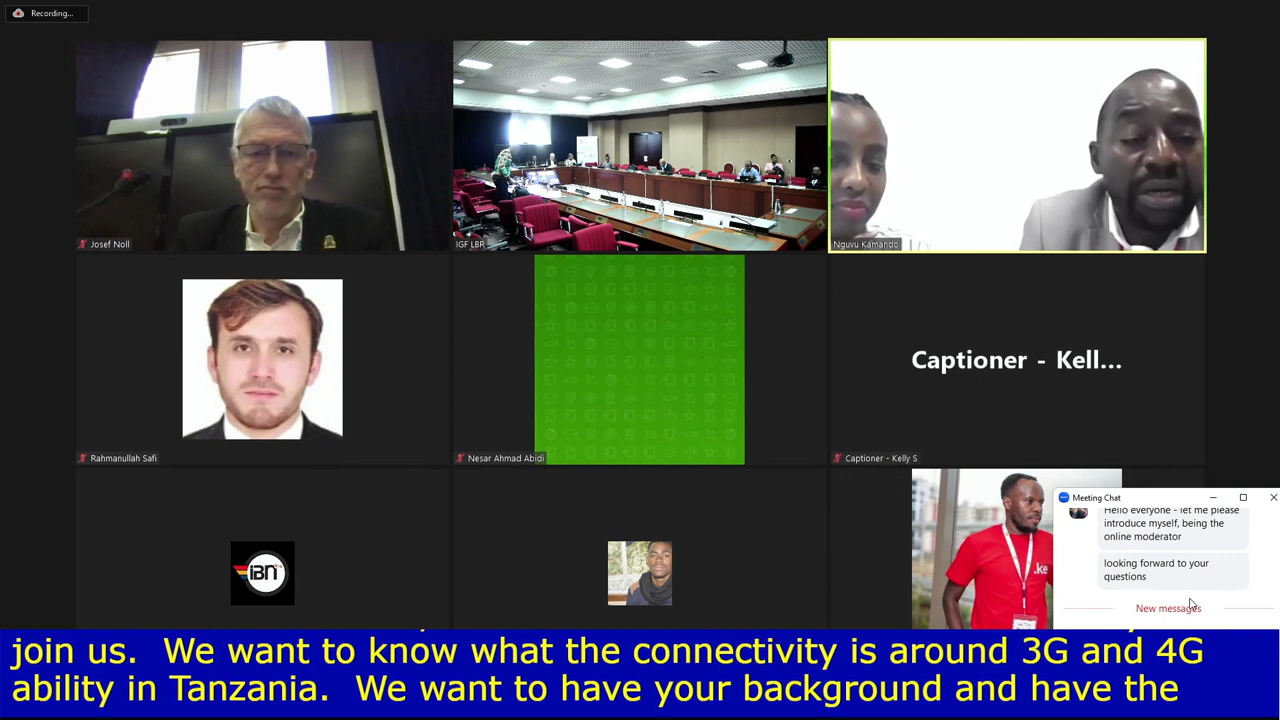 Recording...
Josef Noll
IGF LBR
Nguvu Kamando
Captioner - Kell...
Rahmanullah Safi
Nesar Ahmad Abidi
Captioner - Kelly S
iBN
.ke
Meeting Chat
Hello everyone - let me please
introduce myself, being the
online moderator
looking forward to your
questions
New messages
join us. We want to know what the connectivity is around 3G and 4G
ability in Tanzania. We want to have your background and have the